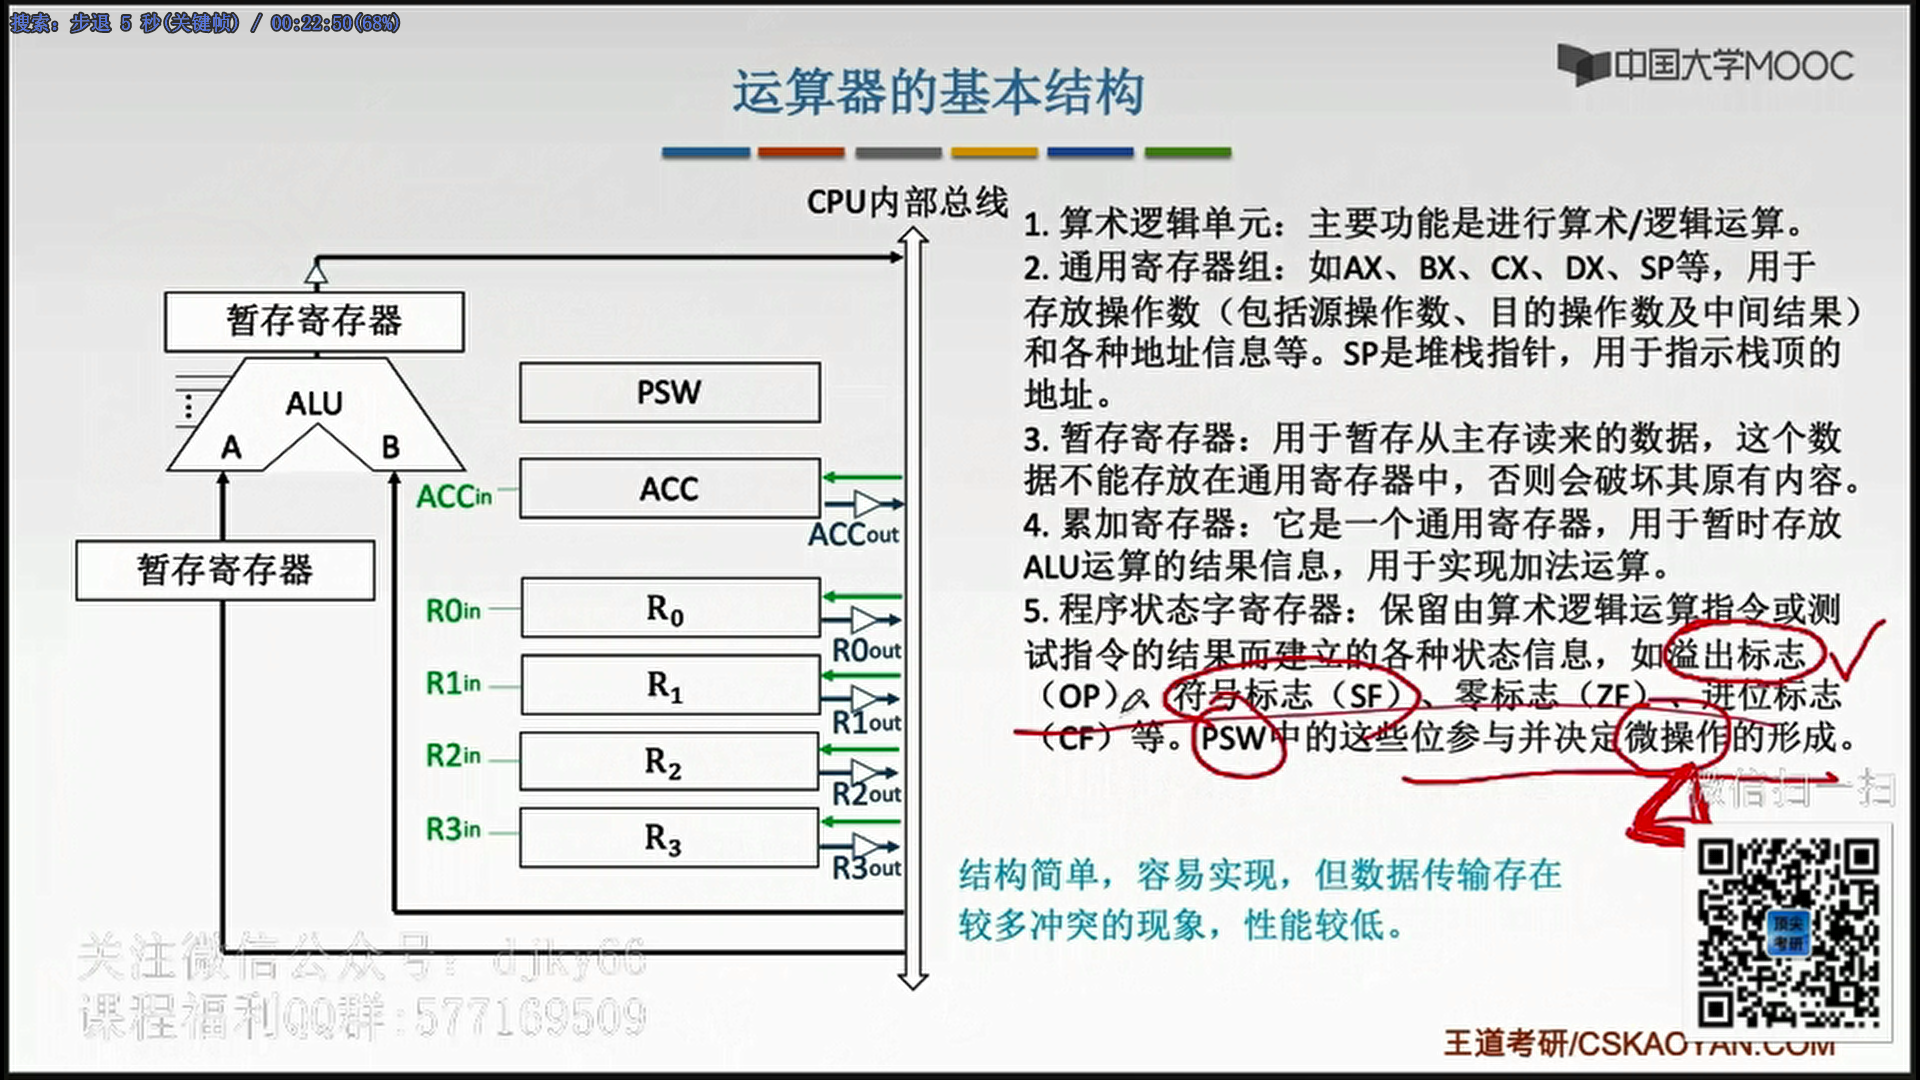 搜索: 步退 5 秒(关键帧) / 00:22:50(68%)
中国大学MOOC
运算器的基本结构
CPU内部总线
暂存寄存器
ALU
A
B
暂存寄存器
PSW
ACCin
ACC
ACCout
R0in
R0
R0out
R1in
R1
R1out
R2in
R2
R2out
R3in
R3
R3out
1. 算术逻辑单元：主要功能是进行算术/逻辑运算。
2. 通用寄存器组：如AX、BX、CX、DX、SP等，用于
存放操作数（包括源操作数、目的操作数及中间结果）
和各种地址信息等。SP是堆栈指针，用于指示栈顶的
地址。
3. 暂存寄存器：用于暂存从主存读来的数据，这个数
据不能存放在通用寄存器中，否则会破坏其原有内容。
4. 累加寄存器：它是一个通用寄存器，用于暂时存放
ALU运算的结果信息，用于实现加法运算。
5. 程序状态字寄存器：保留由算术逻辑运算指令或测
试指令的结果而建立的各种状态信息，如溢出标志
（OP）、符号标志（SF）、零标志（ZF）、进位标志
（CF）等。PSW中的这些位参与并决定微操作的形成。
微信扫一扫
结构简单，容易实现，但数据传输存在
较多冲突的现象，性能较低。
顶尖
考研
关注微信公众号：djky66
课程福利QQ群:577169509
王道考研/CSKAOYAN.COM